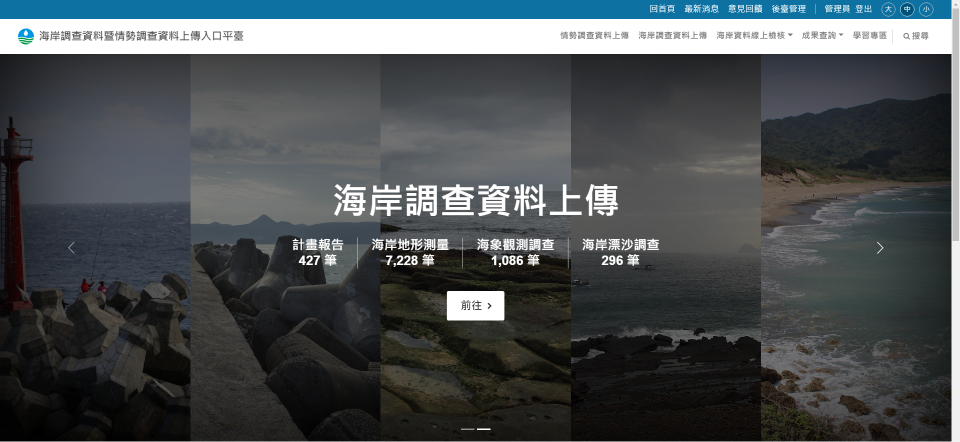 回首頁 最新消息 意見回饋 後臺管理 管理員 登出 大 中 小
海岸調查資料暨情勢調查資料上傳入口平臺 情勢調查資料上傳 海岸調查資料上傳 海岸資料線上檢核 成果查詢 學習專區 搜尋
海岸調查資料上傳
計畫報告 海岸地形測量 海象觀測調查 海岸漂沙調查
427 筆 7,228 筆 1,086 筆 296 筆
前往